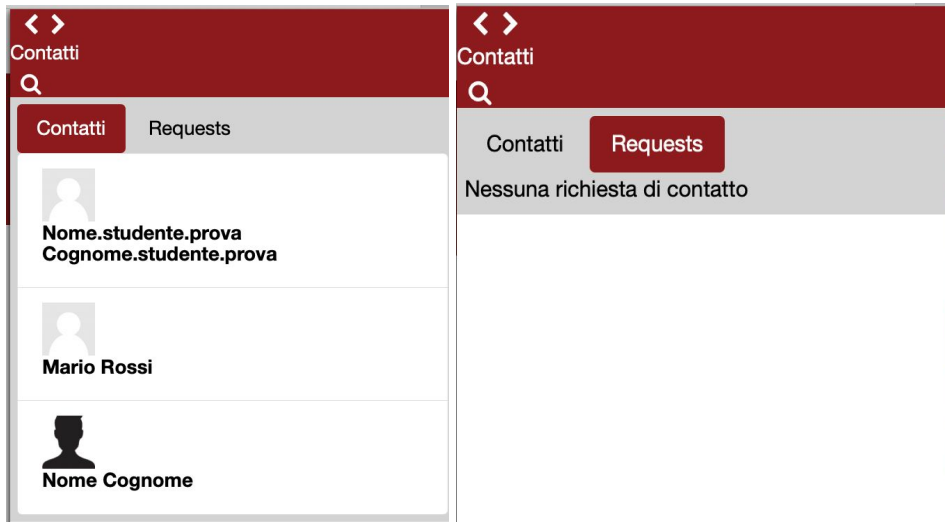 Contatti
Contatti Requests
Nome.studente.prova
Cognome.studente.prova
Mario Rossi
Nome Cognome
Contatti
Contatti Requests
Nessuna richiesta di contatto